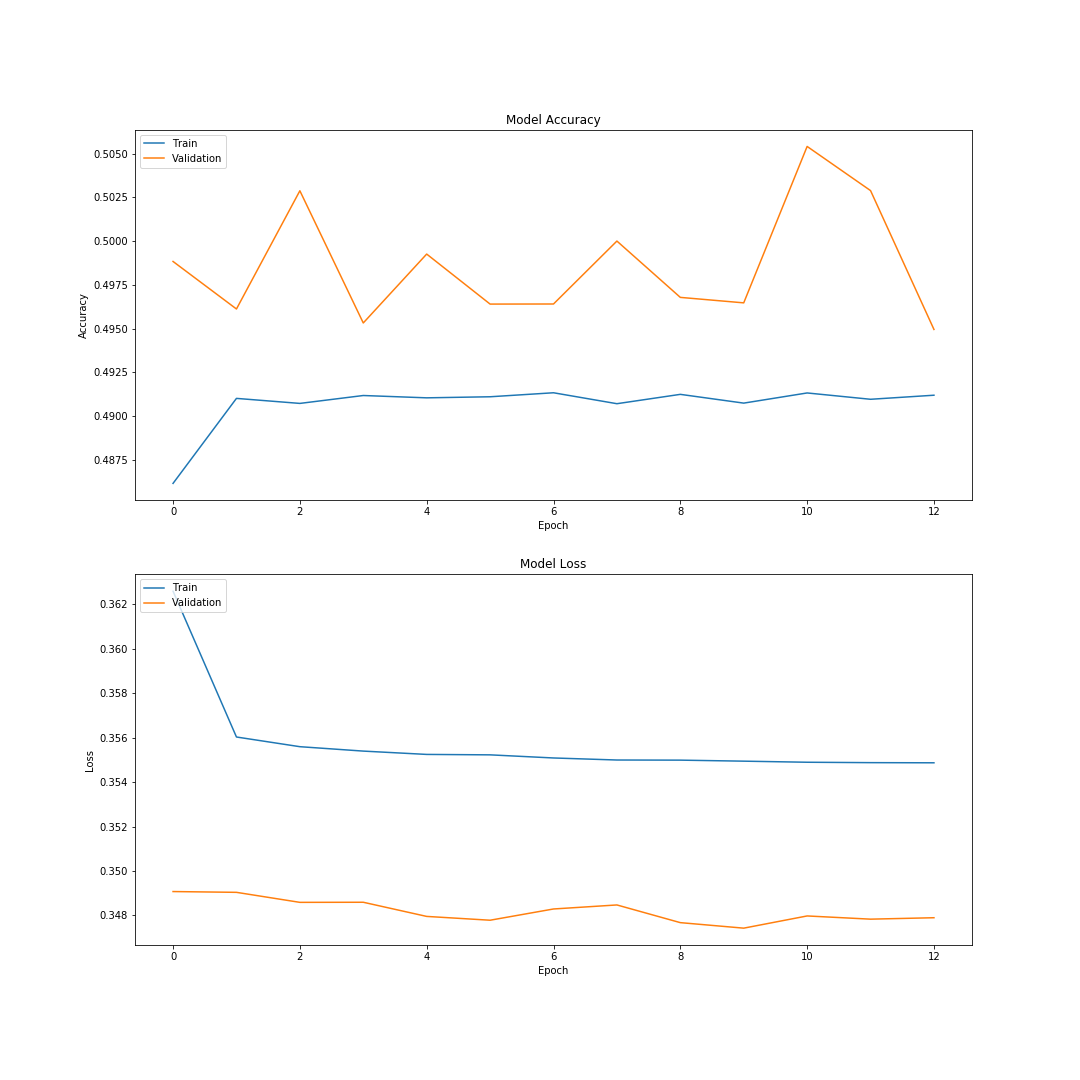 Model Accuracy
Train
Validation
0.5050
0.5025
0.5000
0.4975
0.4950
0.4925
0.4900
0.4875
Accuracy
0 2 4 6 8 10 12
Epoch
Model Loss
Train
Validation
0.362
0.360
0.358
0.356
0.354
0.352
0.350
0.348
Loss
0 2 4 6 8 10 12
Epoch